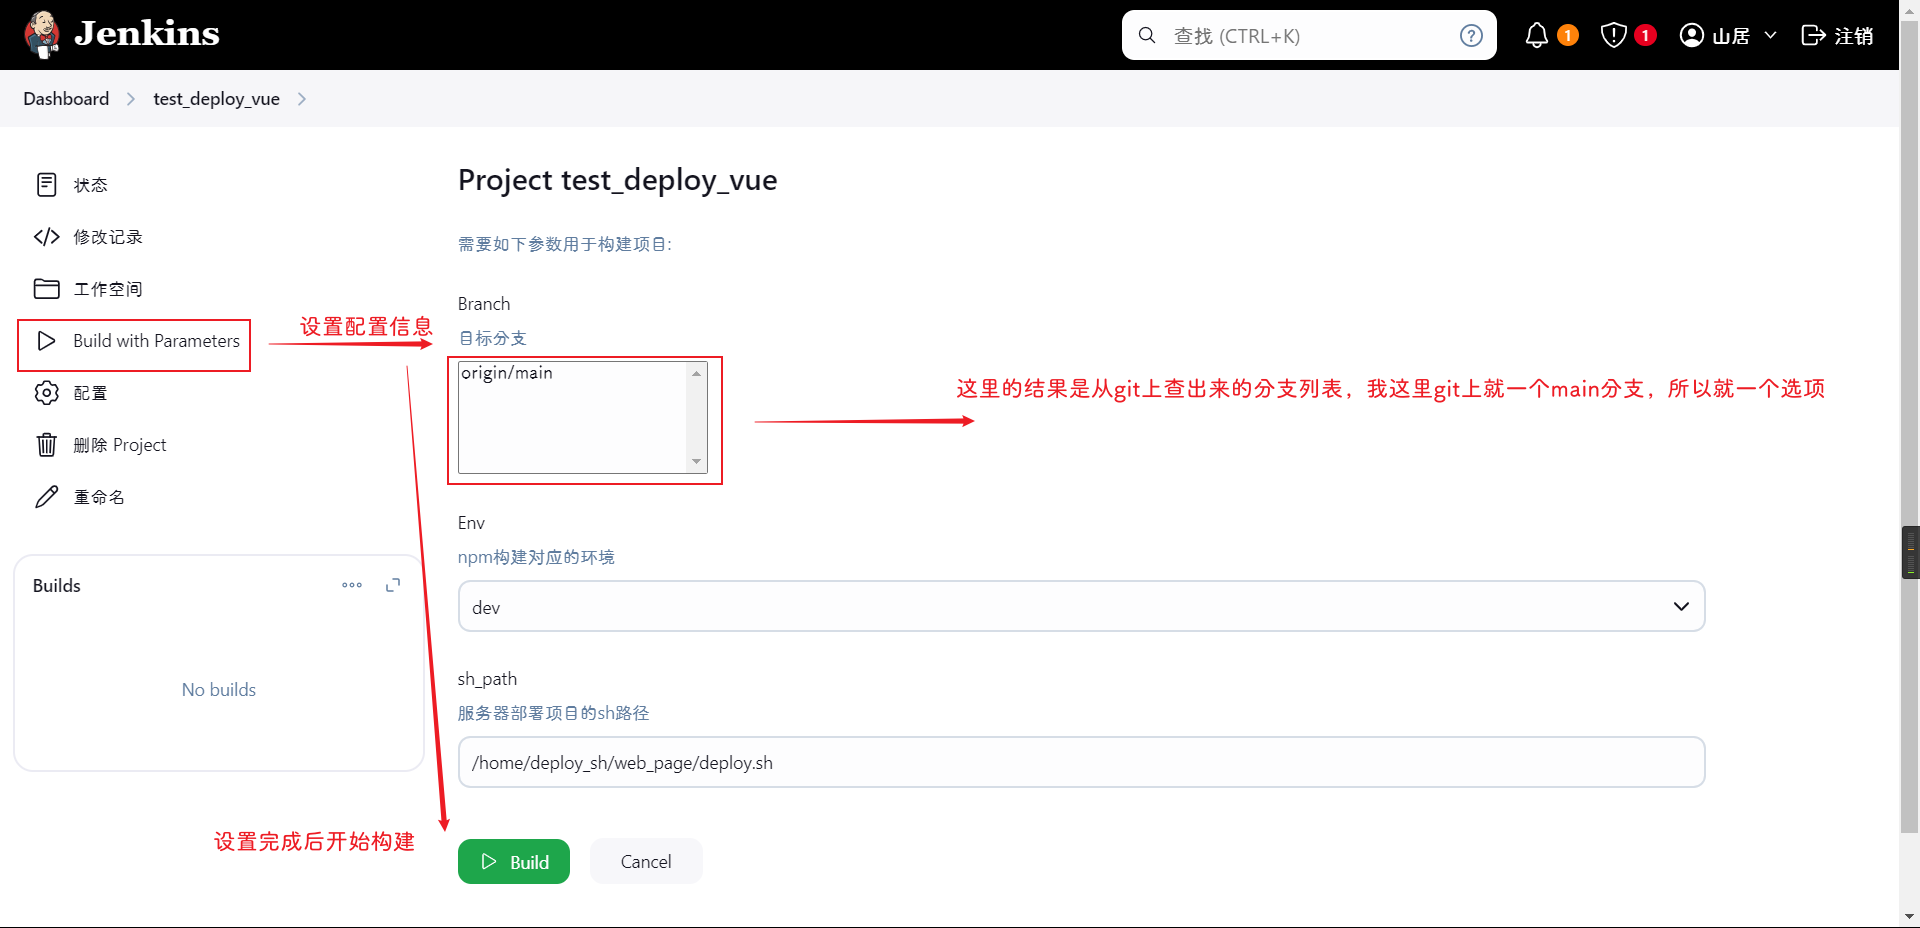 Jenkins
查找 (CTRL+K)
?
1
1
山居
注销
Dashboard
test_deploy_vue
状态
修改记录
工作空间
Build with Parameters
配置
删除 Project
重命名
Builds
No builds
Project test_deploy_vue
需要如下参数用于构建项目:
Branch
目标分支
origin/main
设置配置信息
这里的结果是从git上查出来的分支列表，我这里git上就一个main分支，所以就一个选项
Env
npm构建对应的环境
dev
sh_path
服务器部署项目的sh路径
/home/deploy_sh/web_page/deploy.sh
设置完成后开始构建
Build
Cancel